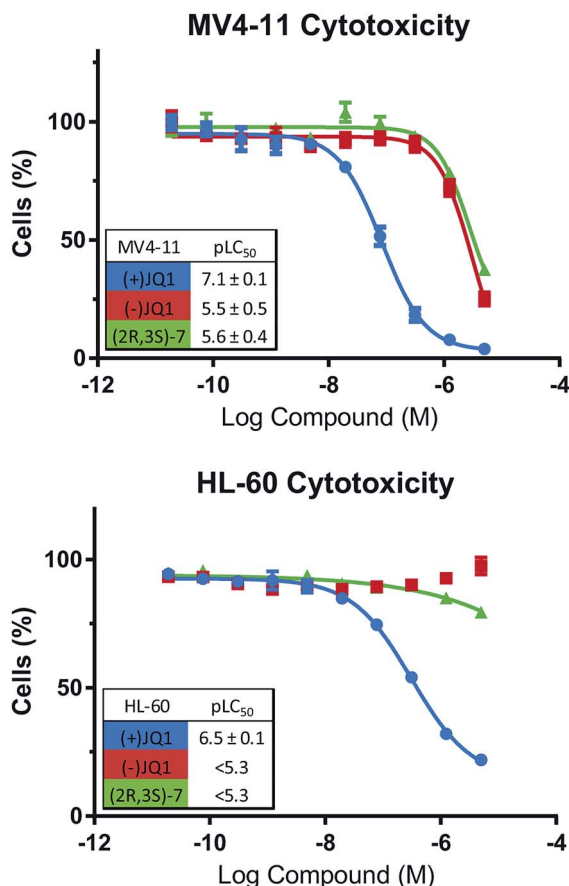 MV4-11 Cytotoxicity
100
50
0
Cells (%)
MV4-11 pLC₅₀
(+)JQ1 7.1 ± 0.1
(-)JQ1 5.5 ± 0.5
(2R,3S)-7 5.6 ± 0.4
-12 -10 -8 -6 -4
Log Compound (M)
HL-60 Cytotoxicity
100
50
0
Cells (%)
HL-60 pLC₅₀
(+)JQ1 6.5 ± 0.1
(-)JQ1 <5.3
(2R,3S)-7 <5.3
-12 -10 -8 -6 -4
Log Compound (M)